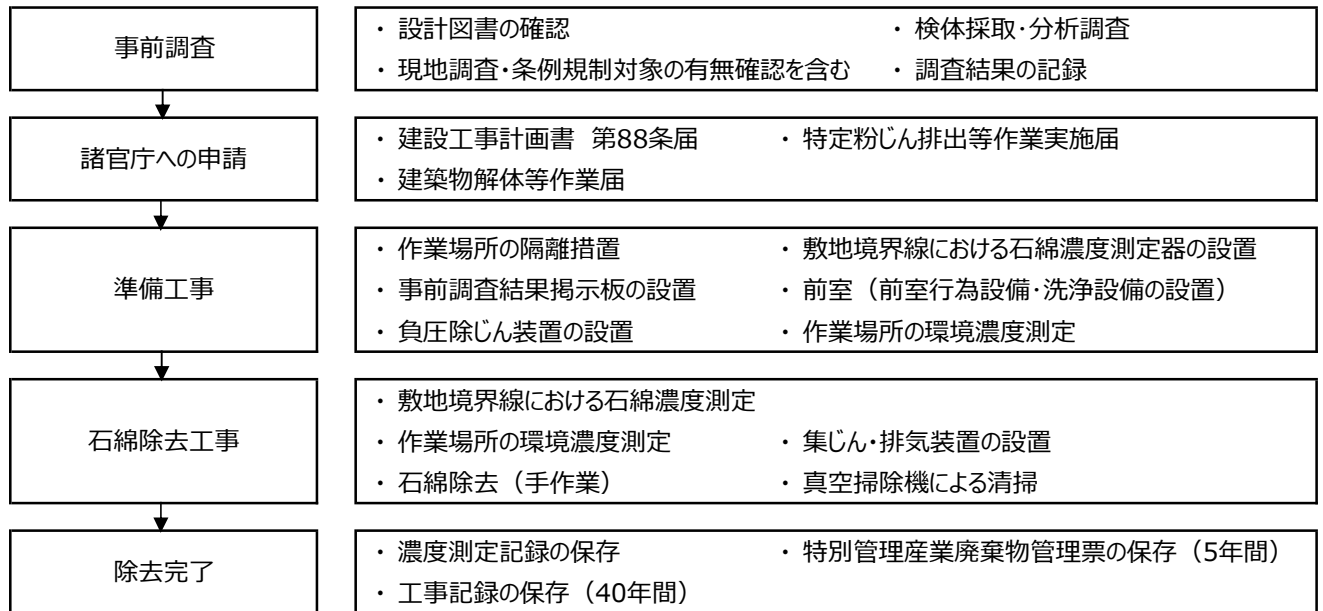 事前調査
・ 設計図書の確認 ・ 検体採取・分析調査
・ 現地調査・条例規制対象の有無確認を含む ・ 調査結果の記録
諸官庁への申請
・ 建設工事計画書 第88条届 ・ 特定粉じん排出等作業実施届
・ 建築物解体等作業届
準備工事
・ 作業場所の隔離措置 ・ 敷地境界線における石綿濃度測定器の設置
・ 事前調査結果掲示板の設置 ・ 前室（前室行為設備・洗浄設備の設置）
・ 負圧除じん装置の設置 ・ 作業場所の環境濃度測定
石綿除去工事
・ 敷地境界線における石綿濃度測定
・ 作業場所の環境濃度測定 ・ 集じん・排気装置の設置
・ 石綿除去（手作業） ・ 真空掃除機による清掃
除去完了
・ 濃度測定記録の保存 ・ 特別管理産業廃棄物管理票の保存（5年間）
・ 工事記録の保存（40年間）